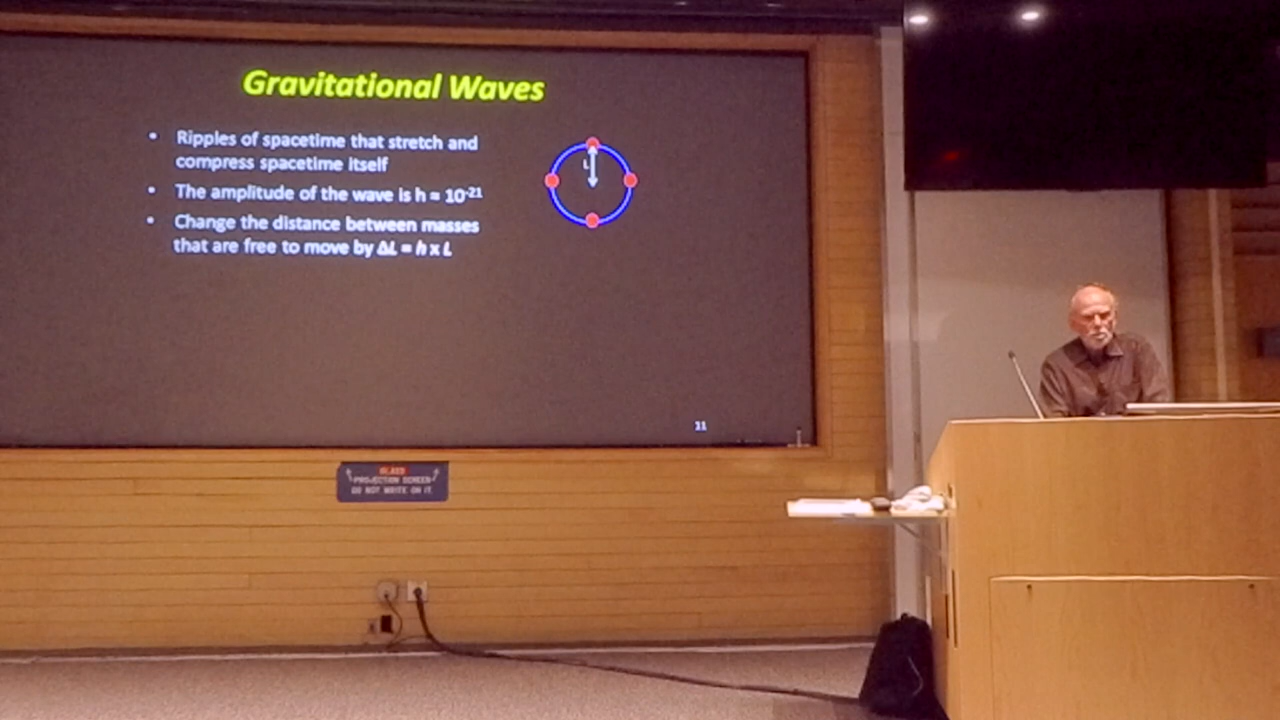 Gravitational Waves
• Ripples of spacetime that stretch and
compress spacetime itself
• The amplitude of the wave is h ≈ 10⁻²¹
• Change the distance between masses
that are free to move by ΔL = h x L
L
11
GLASS
PROJECTION SCREEN
DO NOT WRITE ON IT